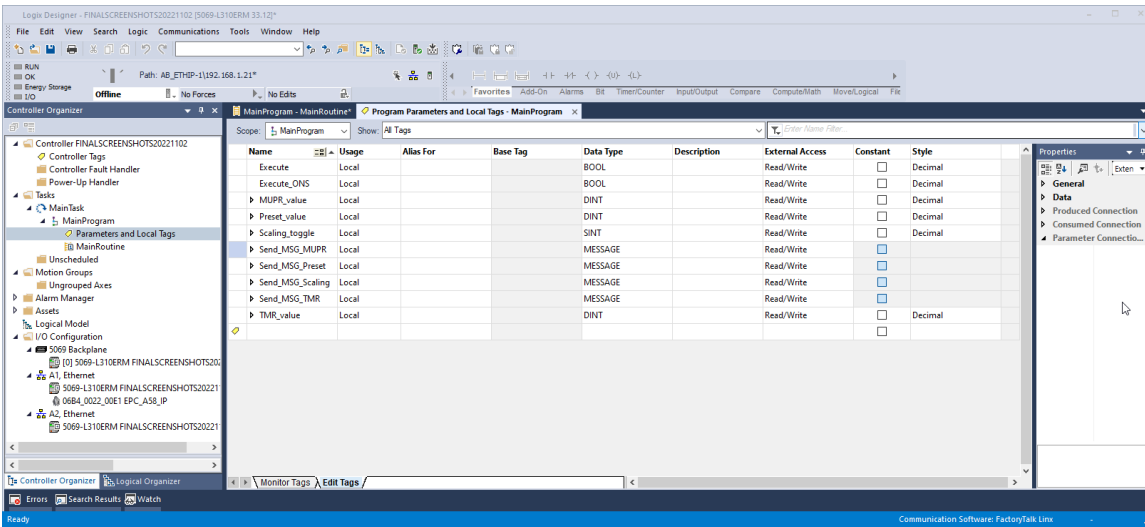 Logix Designer - FINALSCREENSHOTS20221102 [5069-L310ERM 33.12]*
File Edit View Search Logic Communications Tools Window Help
RUN
OK
Energy Storage
I/O
Path: AB_ETHIP-1\192.168.1.21*
Offline No Forces No Edits
Favorites Add-On Alarms Bit Timer/Counter Input/Output Compare Compute/Math Move/Logical File
Controller Organizer
MainProgram - MainRoutine* Program Parameters and Local Tags - MainProgram
Scope: MainProgram Show: All Tags Enter Name Filter...
Controller FINALSCREENSHOTS20221102
Controller Tags
Controller Fault Handler
Power-Up Handler
Tasks
MainTask
MainProgram
Parameters and Local Tags
MainRoutine
Unscheduled
Motion Groups
Ungrouped Axes
Alarm Manager
Assets
Logical Model
I/O Configuration
5069 Backplane
[0] 5069-L310ERM FINALSCREENSHOTS202
A1, Ethernet
5069-L310ERM FINALSCREENSHOTS20221
06B4_0022_00E1 EPC_A58_IP
A2, Ethernet
5069-L310ERM FINALSCREENSHOTS20221
Controller Organizer Logical Organizer
Name Usage Alias For Base Tag Data Type Description External Access Constant Style
Execute Local BOOL Read/Write Decimal
Execute_ONS Local BOOL Read/Write Decimal
MUPR_value Local DINT Read/Write Decimal
Preset_value Local DINT Read/Write Decimal
Scaling_toggle Local SINT Read/Write Decimal
Send_MSG_MUPR Local MESSAGE Read/Write
Send_MSG_Preset Local MESSAGE Read/Write
Send_MSG_Scaling Local MESSAGE Read/Write
Send_MSG_TMR Local MESSAGE Read/Write
TMR_value Local DINT Read/Write Decimal
Monitor Tags Edit Tags
Properties
Exten
General
Data
Produced Connection
Consumed Connection
Parameter Connectio...
Errors Search Results Watch
Ready Communication Software: FactoryTalk Linx